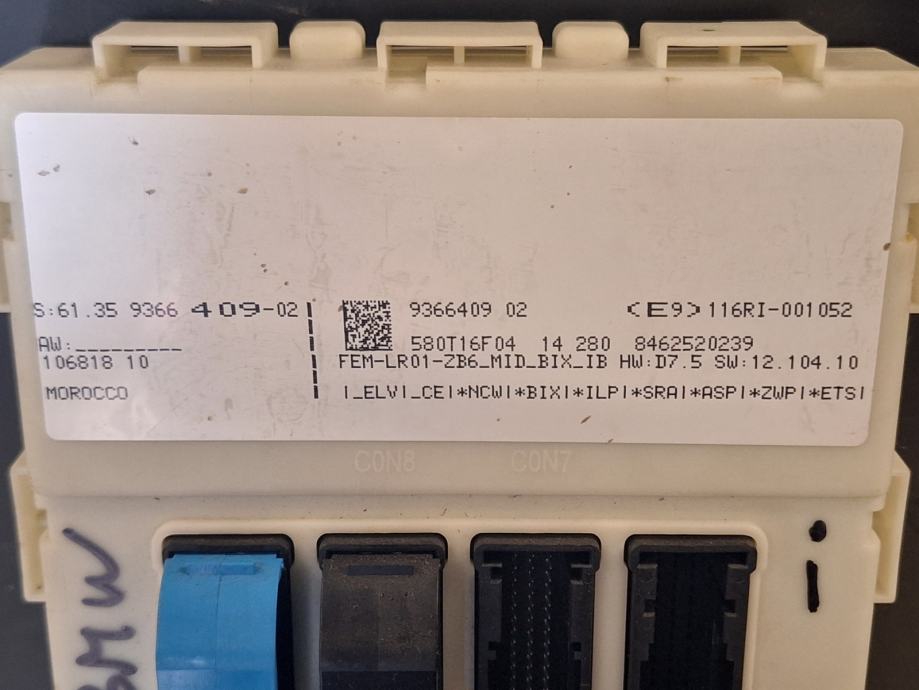 S:61.35 9366 409-02
AW:_________
106818 10
MOROCCO
9366409 02 (E9) 116RI-001052
580T16F04 14 280 8462520239
FEM-LR01-ZB6_MID_BIX_IB HW:D7.5 SW:12.104.10
|_ELV|_CE|*NCW|*BIX|*ILP|*SRA|*ASP|*ZWP|*ETS|
CON8 CON7
BMW